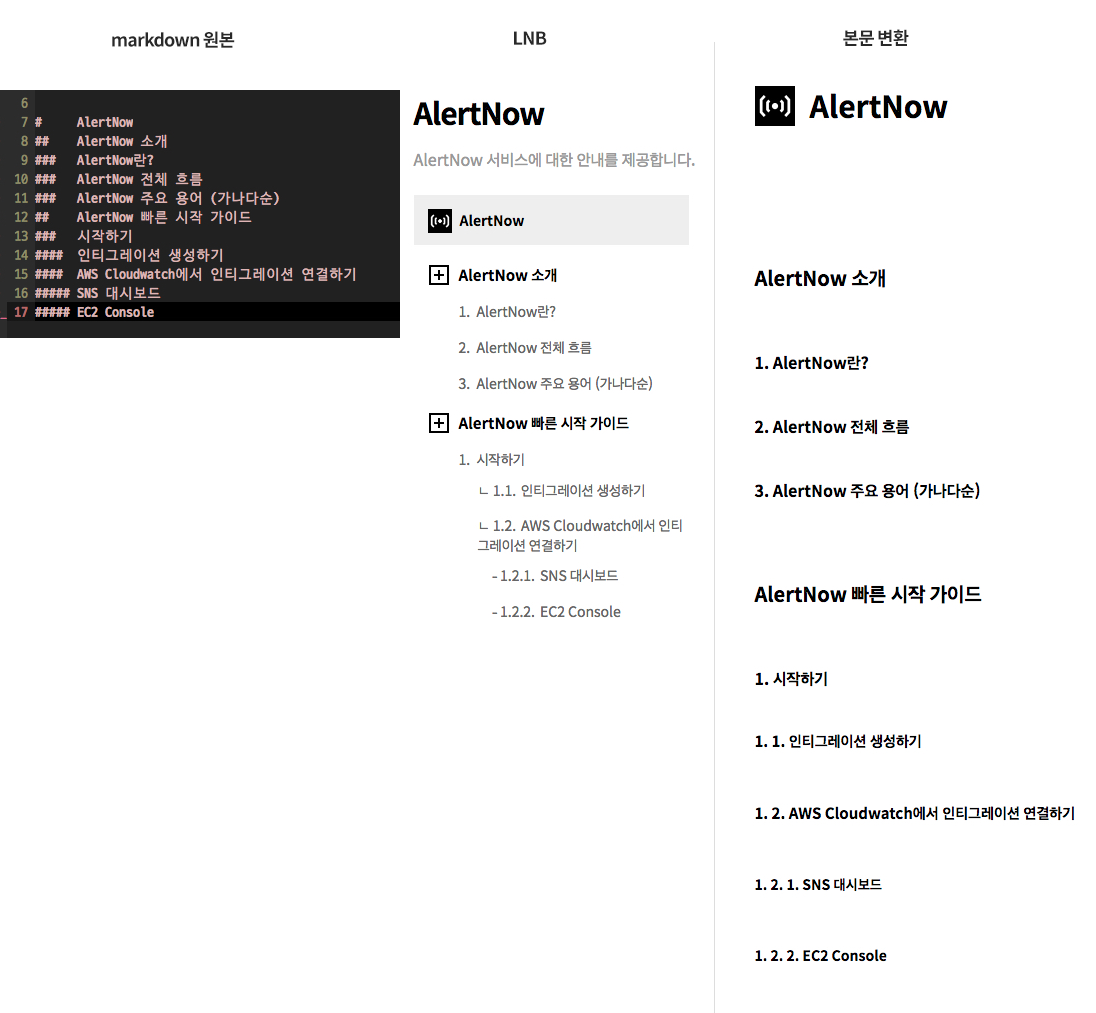 markdown 원본
6
7 # AlertNow
8 ## AlertNow 소개
9 ### AlertNow란?
10 ### AlertNow 전체 흐름
11 ### AlertNow 주요 용어 (가나다순)
12 ## AlertNow 빠른 시작 가이드
13 ### 시작하기
14 #### 인티그레이션 생성하기
15 #### AWS Cloudwatch에서 인티그레이션 연결하기
16 ##### SNS 대시보드
17 ##### EC2 Console
LNB
AlertNow
AlertNow 서비스에 대한 안내를 제공합니다.
AlertNow
AlertNow 소개
1. AlertNow란?
2. AlertNow 전체 흐름
3. AlertNow 주요 용어 (가나다순)
AlertNow 빠른 시작 가이드
1. 시작하기
ㄴ 1.1. 인티그레이션 생성하기
ㄴ 1.2. AWS Cloudwatch에서 인티
그레이션 연결하기
- 1.2.1. SNS 대시보드
- 1.2.2. EC2 Console
본문 변환
AlertNow
AlertNow 소개
1. AlertNow란?
2. AlertNow 전체 흐름
3. AlertNow 주요 용어 (가나다순)
AlertNow 빠른 시작 가이드
1. 시작하기
1. 1. 인티그레이션 생성하기
1. 2. AWS Cloudwatch에서 인티그레이션 연결하기
1. 2. 1. SNS 대시보드
1. 2. 2. EC2 Console